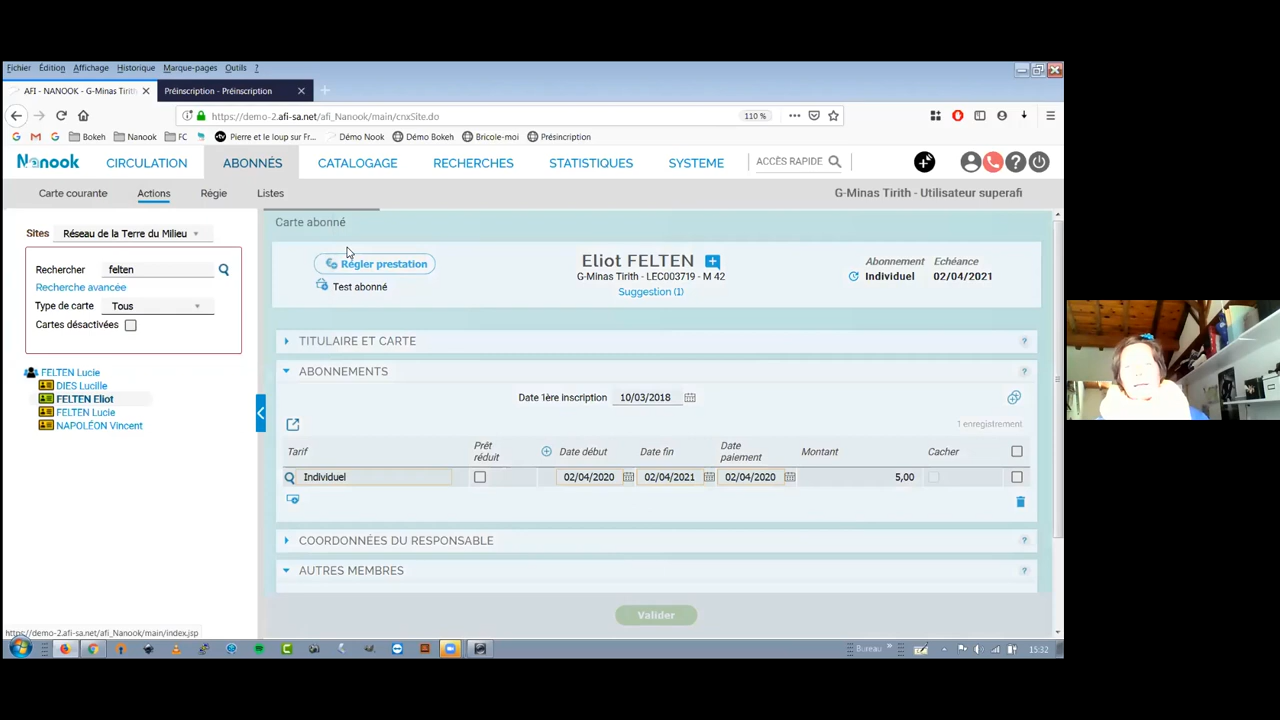 Fichier Édition Affichage Historique Marque-pages Outils ?
AFI - NANOOK - G-Minas Tirith
Préinscription - Préinscription
https://demo-2.afi-sa.net/afi_Nanook/main/cnxSite.do
110 %
Bokeh Nanook FC Pierre et le loup sur Fr... Démo Nook Démo Bokeh Bricole-moi Présincription
Nanook CIRCULATION ABONNÉS CATALOGAGE RECHERCHES STATISTIQUES SYSTEME ACCÈS RAPIDE
Carte courante Actions Régie Listes G-Minas Tirith - Utilisateur superafi
Sites Réseau de la Terre du Milieu
Rechercher felten
Recherche avancée
Type de carte Tous
Cartes désactivées
FELTEN Lucie
DIES Lucille
FELTEN Eliot
FELTEN Lucie
NAPOLÉON Vincent
Carte abonné
Régler prestation
Test abonné
Eliot FELTEN
G-Minas Tirith - LEC003719 - M 42
Suggestion (1)
Abonnement Echéance
Individuel 02/04/2021
TITULAIRE ET CARTE ?
ABONNEMENTS ?
Date 1ère inscription 10/03/2018
1 enregistrement
Tarif Prêt réduit Date début Date fin Date paiement Montant Cacher
Individuel 02/04/2020 02/04/2021 02/04/2020 5,00
COORDONNÉES DU RESPONSABLE ?
AUTRES MEMBRES ?
Valider
https://demo-2.afi-sa.net/afi_Nanook/main/index.jsp
Bureau » 15:32